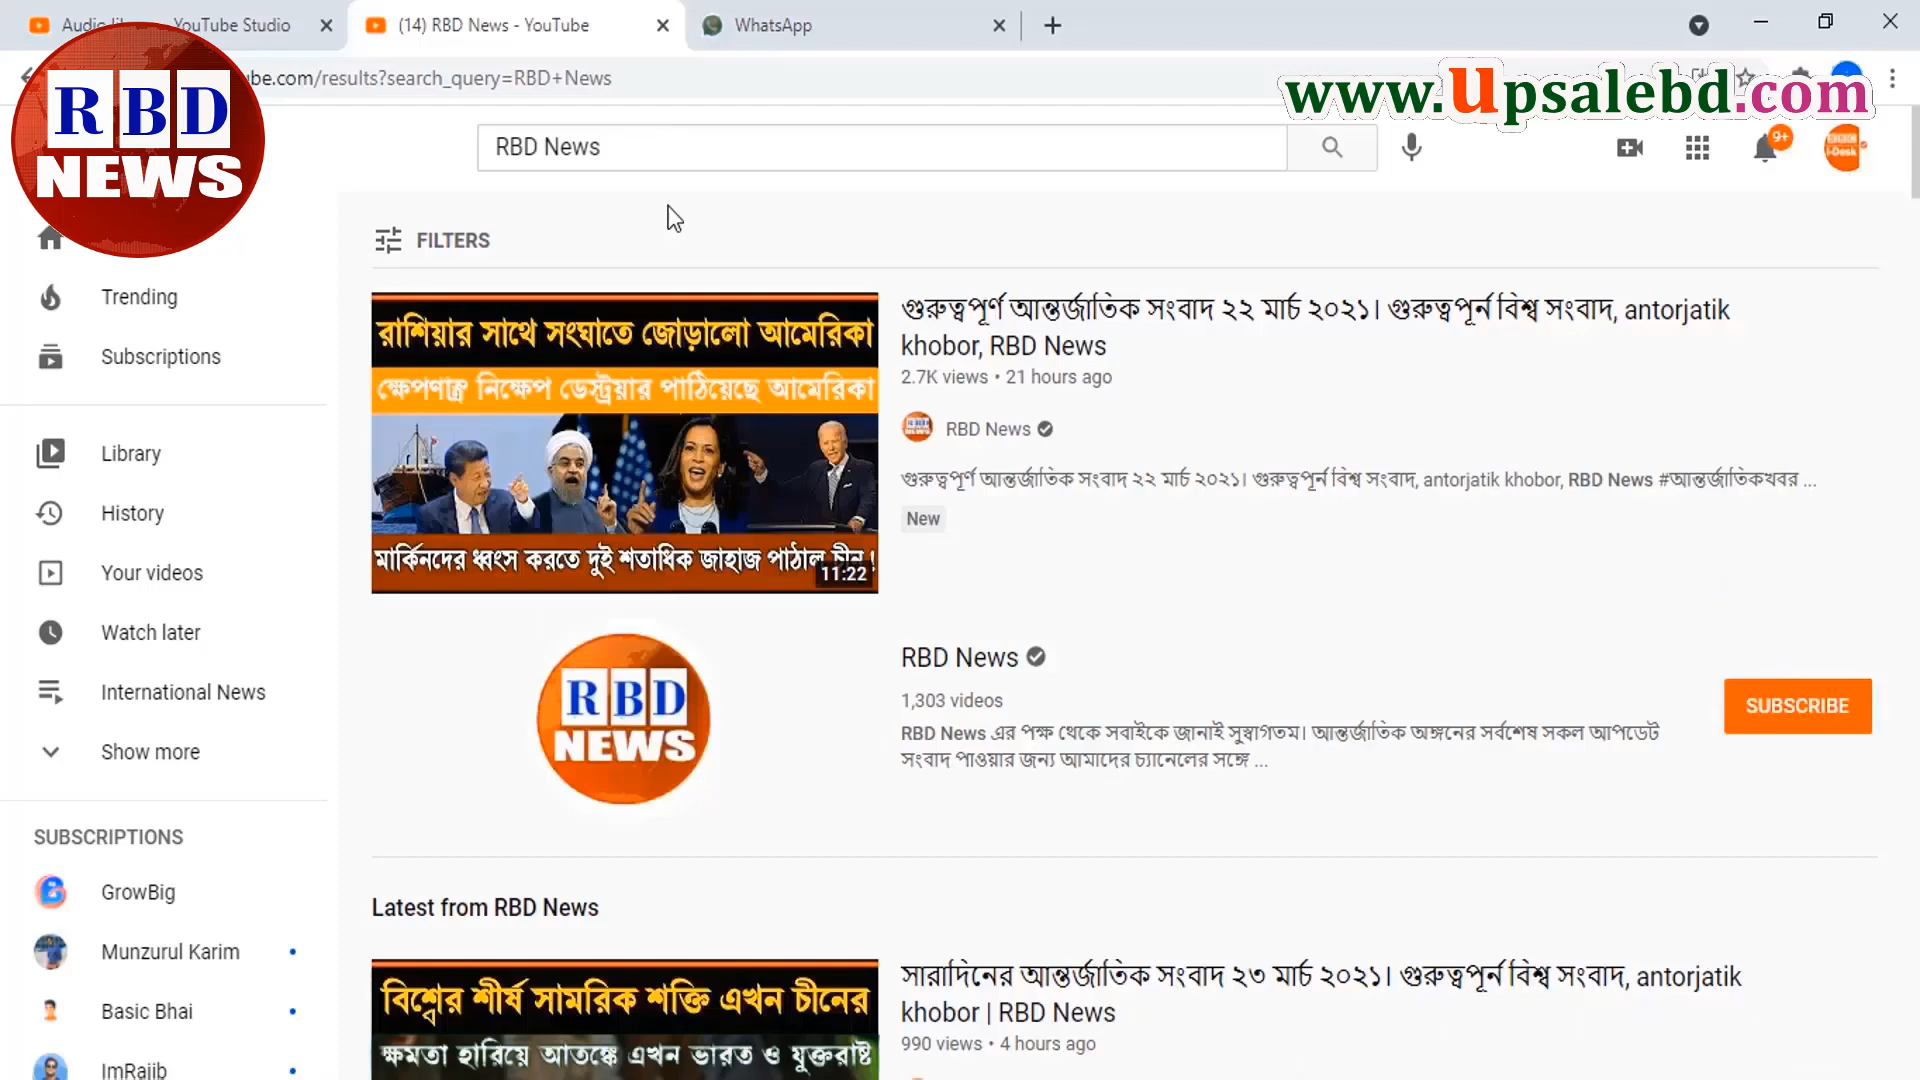 YouTube Studio
(14) RBD News - YouTube
WhatsApp
be.com/results?search_query=RBD+News
www.Upsalebd.com
RBD
NEWS
RBD News
9+
Trending
Subscriptions
Library
History
Your videos
Watch later
International News
Show more
SUBSCRIPTIONS
GrowBig
Munzurul Karim
Basic Bhai
ImRajib
FILTERS
রাশিয়ার সাথে সংঘাতে জোড়ালো আমেরিকা
ক্ষেপণাস্ত্র নিক্ষেপ ডেস্ট্রয়ার পাঠিয়েছে আমেরিকা
মার্কিনদের ধ্বংস করতে দুই শতাধিক জাহাজ পাঠাল চীন!
11:22
গুরুত্বপূর্ণ আন্তর্জাতিক সংবাদ ২২ মার্চ ২০২১। গুরুত্বপূর্ন বিশ্ব সংবাদ, antorjatik
khobor, RBD News
2.7K views • 21 hours ago
RBD News
গুরুত্বপূর্ণ আন্তর্জাতিক সংবাদ ২২ মার্চ ২০২১। গুরুত্বপূর্ন বিশ্ব সংবাদ, antorjatik khobor, RBD News #আন্তর্জাতিকখবর ...
New
RBD
NEWS
RBD News
1,303 videos
RBD News এর পক্ষ থেকে সবাইকে জানাই সুস্বাগতম। আন্তর্জাতিক অঙ্গনের সর্বশেষ সকল আপডেট
সংবাদ পাওয়ার জন্য আমাদের চ্যানেলের সঙ্গে ...
SUBSCRIBE
Latest from RBD News
বিশ্বের শীর্ষ সামরিক শক্তি এখন চীনের
ক্ষমতা হারিয়ে আতঙ্কে এখন ভারত ও যুক্তরাষ্ট্র
সারাদিনের আন্তর্জাতিক সংবাদ ২৩ মার্চ ২০২১। গুরুত্বপূর্ন বিশ্ব সংবাদ, antorjatik
khobor | RBD News
990 views • 4 hours ago